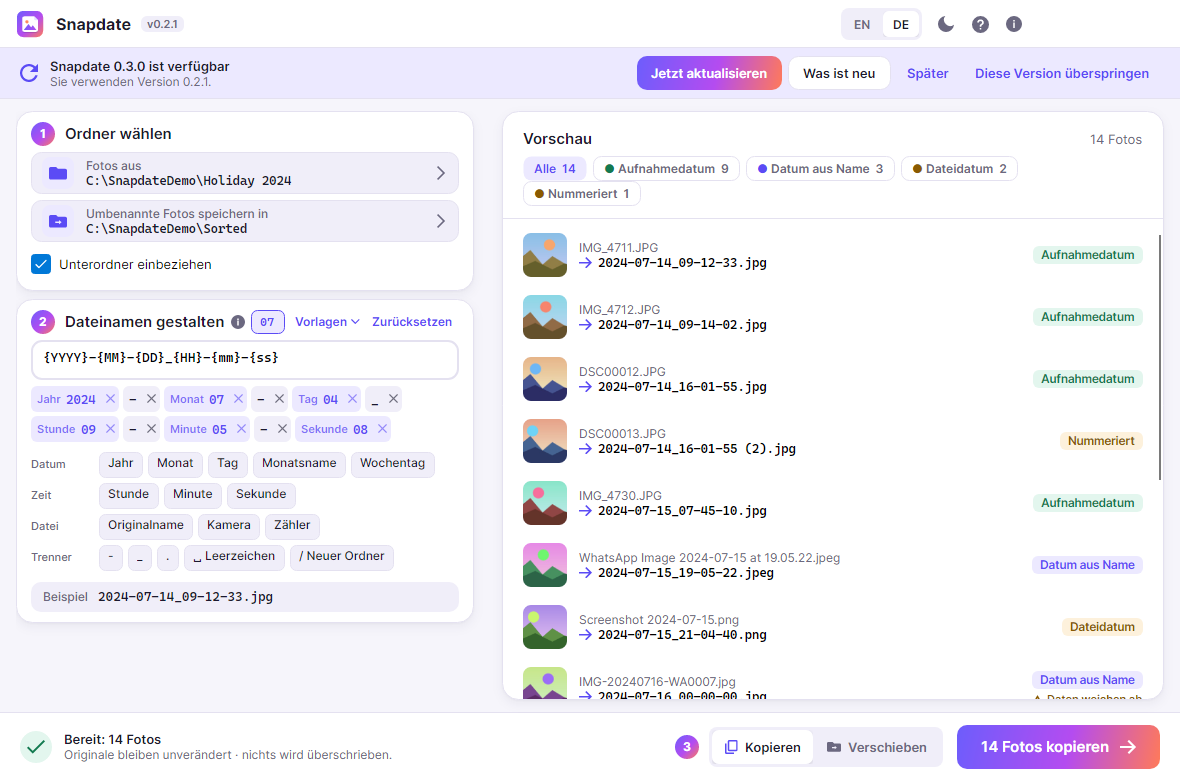 Snapdate v0.2.1
EN DE
Snapdate 0.3.0 ist verfügbar
Sie verwenden Version 0.2.1.
Jetzt aktualisieren
Was ist neu
Später
Diese Version überspringen
1 Ordner wählen
Fotos aus
C:\SnapdateDemo\Holiday 2024
Umbenannte Fotos speichern in
C:\SnapdateDemo\Sorted
Unterordner einbeziehen
2 Dateinamen gestalten 07 Vorlagen Zurücksetzen
{YYYY}-{MM}-{DD}_{HH}-{mm}-{ss}
Jahr 2024 × - × Monat 07 × - × Tag 04 × _ ×
Stunde 09 × - × Minute 05 × - × Sekunde 08 ×
Datum Jahr Monat Tag Monatsname Wochentag
Zeit Stunde Minute Sekunde
Datei Originalname Kamera Zähler
Trenner - _ . ␣ Leerzeichen / Neuer Ordner
Beispiel 2024-07-14_09-12-33.jpg
Vorschau 14 Fotos
Alle 14 Aufnahmedatum 9 Datum aus Name 3 Dateidatum 2
Nummeriert 1
IMG_4711.JPG
→ 2024-07-14_09-12-33.jpg
Aufnahmedatum
IMG_4712.JPG
→ 2024-07-14_09-14-02.jpg
Aufnahmedatum
DSC00012.JPG
→ 2024-07-14_16-01-55.jpg
Aufnahmedatum
DSC00013.JPG
→ 2024-07-14_16-01-55 (2).jpg
Nummeriert
IMG_4730.JPG
→ 2024-07-15_07-45-10.jpg
Aufnahmedatum
WhatsApp Image 2024-07-15 at 19.05.22.jpeg
→ 2024-07-15_19-05-22.jpeg
Datum aus Name
Screenshot 2024-07-15.png
→ 2024-07-15_21-04-40.png
Dateidatum
IMG-20240716-WA0007.jpg
→ 2024-07-16_00-00-00.jpg
Datum aus Name
Daten weichen ab
Bereit: 14 Fotos
Originale bleiben unverändert · nichts wird überschrieben.
3 Kopieren Verschieben
14 Fotos kopieren →